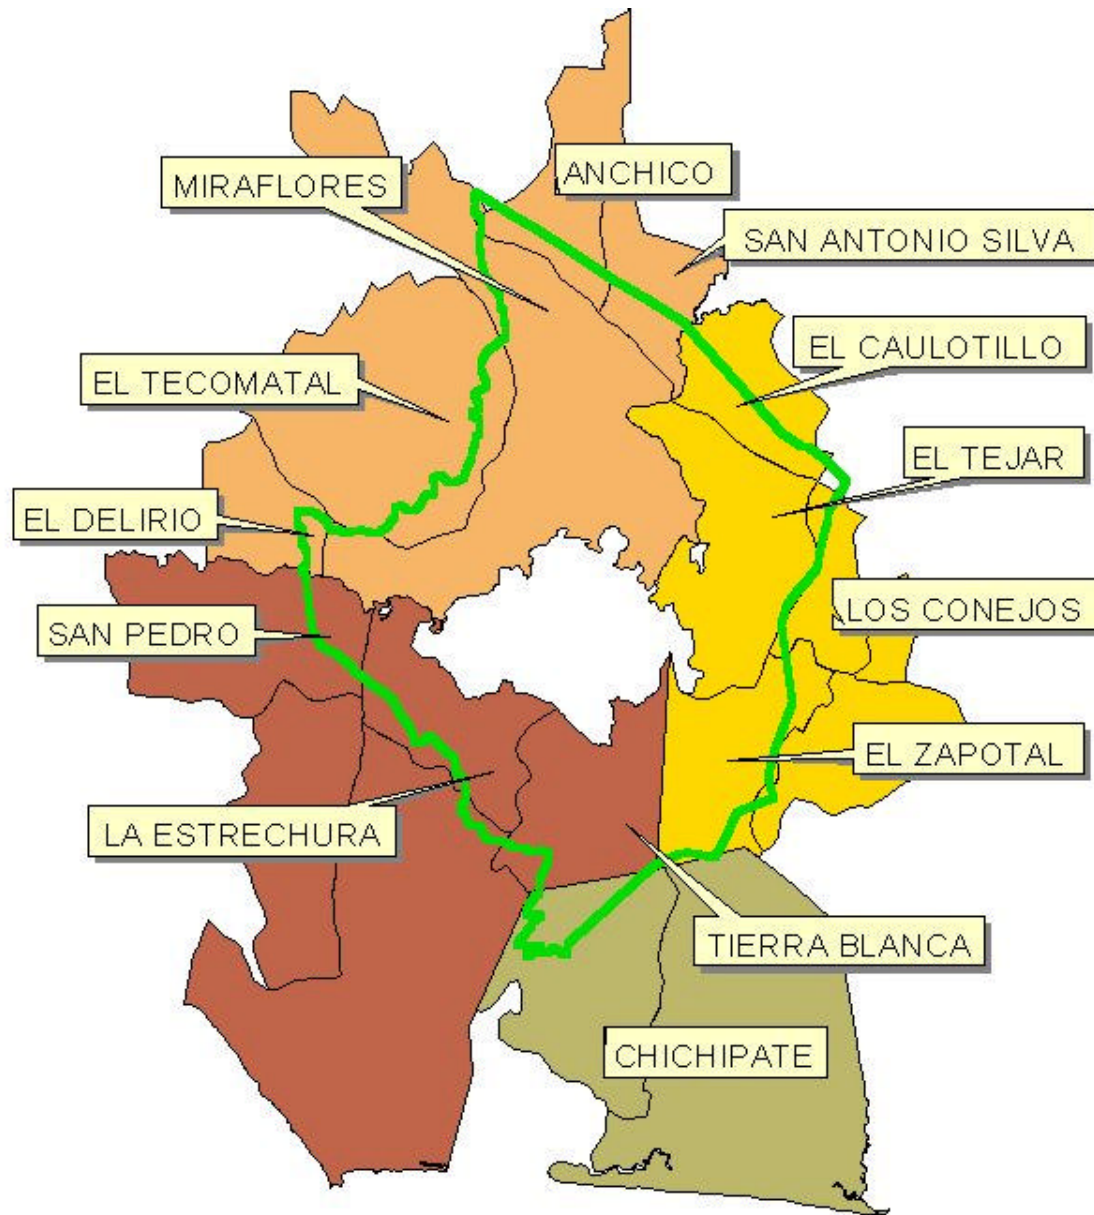 ANCHICO
MIRAFLORES
SAN ANTONIO SILVA
EL CAULOTILLO
EL TECOMATAL
EL TEJAR
EL DELIRIO
LOS CONEJOS
SAN PEDRO
EL ZAPOTAL
LA ESTRECHURA
TIERRA BLANCA
CHICHIPATE